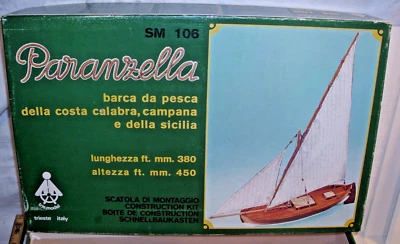 SM 106
Paranzella
barca da pesca
della costa calabra, campana
e della sicilia
lunghezza ft. mm. 380
altezza ft. mm. 450
SCATOLA DI MONTAGGIO
CONSTRUCTION KIT
BOITE DE CONSTRUCTION
SCHNELLBAUKASTEN
trieste italy